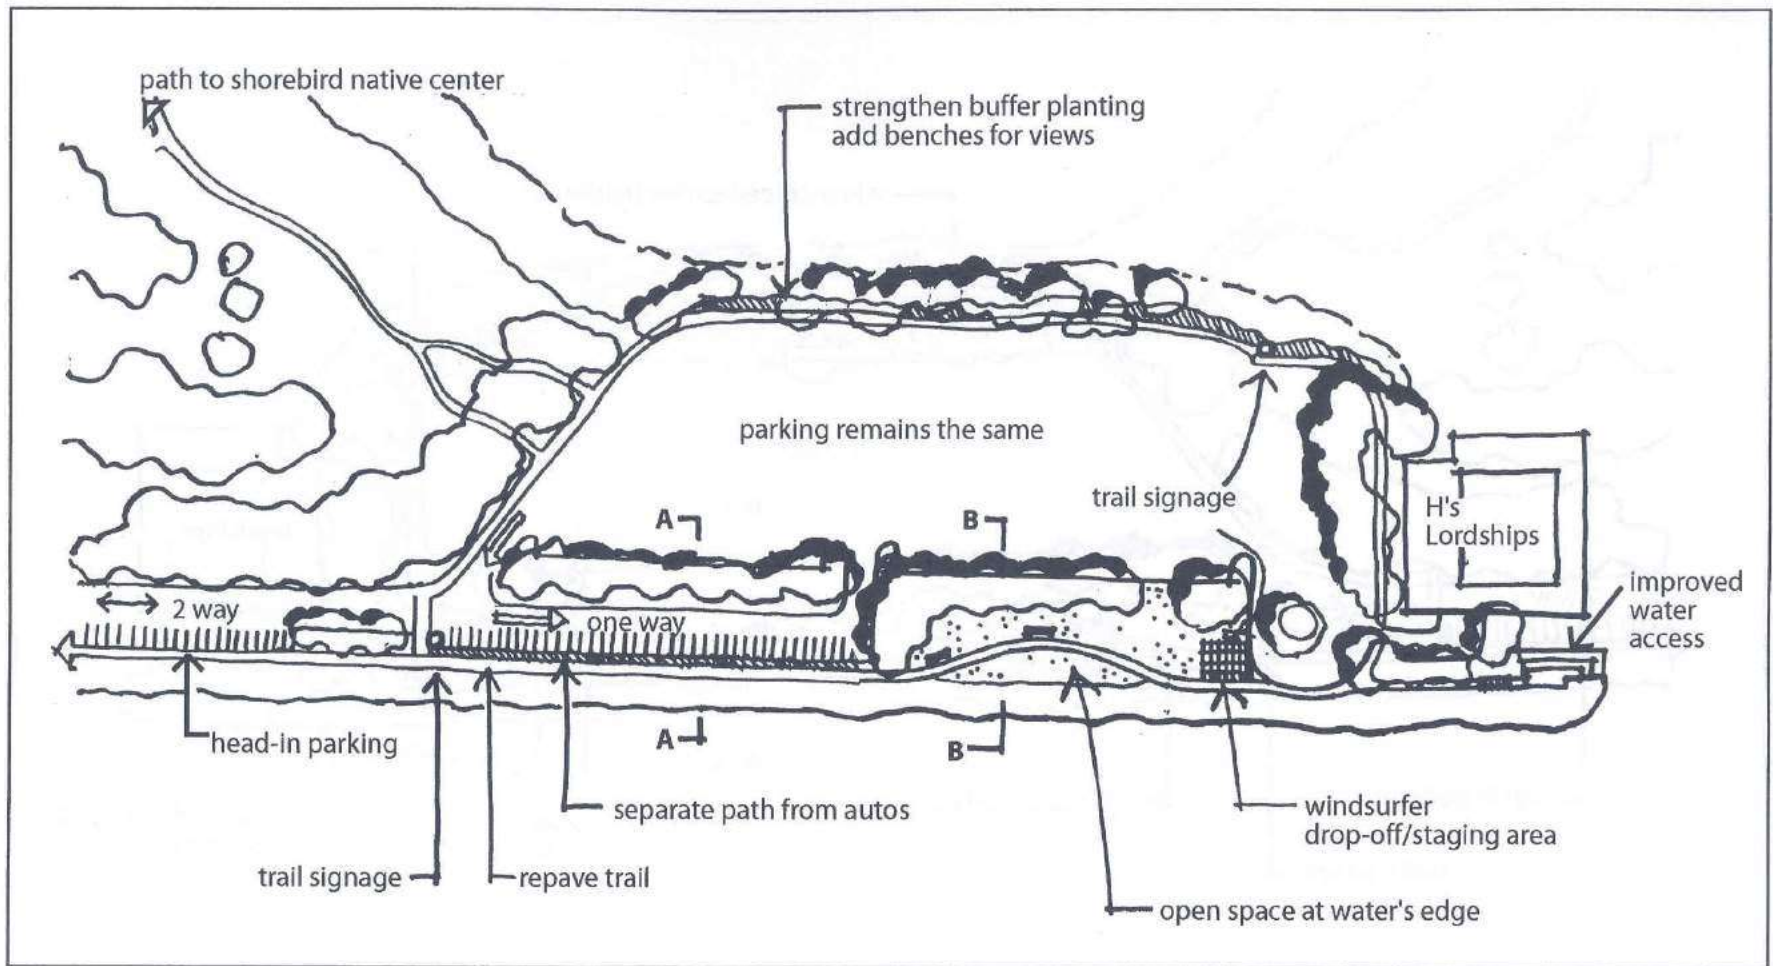 path to shorebird native center
strengthen buffer planting
add benches for views
parking remains the same
trail signage
A
B
H's
Lordships
improved
water
access
2 way
one way
head-in parking
A
B
separate path from autos
windsurfer
drop-off/staging area
trail signage
repave trail
open space at water's edge